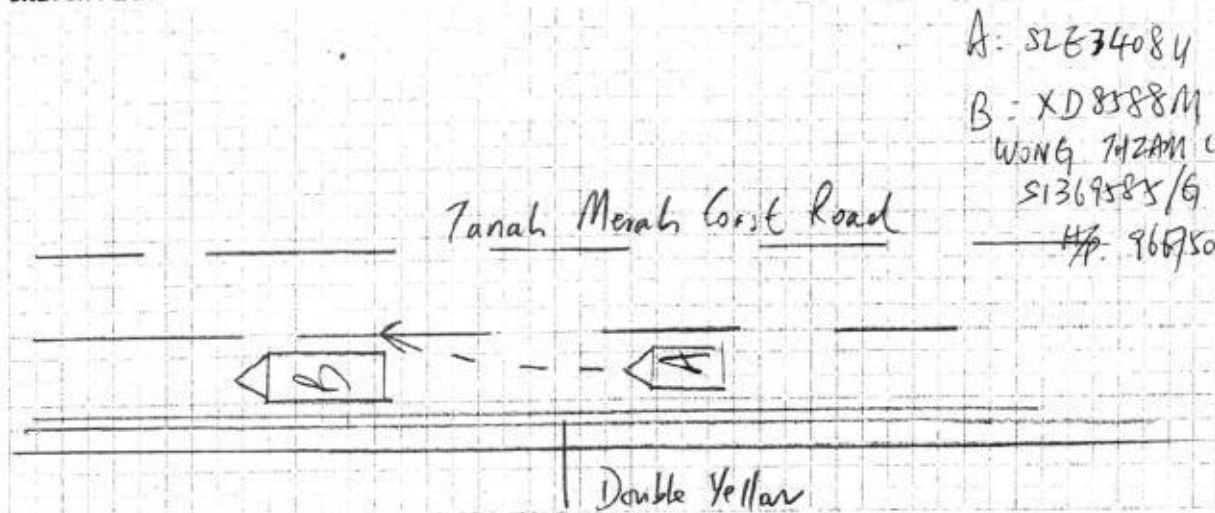 A: SLE3408U
B: XD8588M
WONG
S1369585/G
Tanah Merah Coast Road
H/P.
B
A
Double Yellow